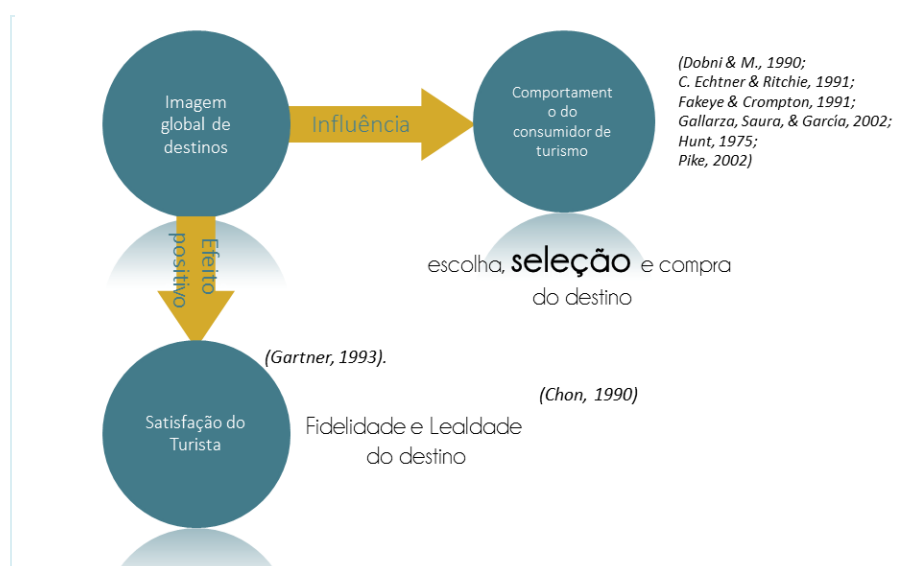 Imagem
global de
destinos
Influência
Comportament
o do
consumidor de
turismo
(Dobni & M., 1990;
C. Echtner & Ritchie, 1991;
Fakeye & Crompton, 1991;
Gallarza, Saura, & García, 2002;
Hunt, 1975;
Pike, 2002)
Efeito
positivo
escolha, seleção e compra
do destino
(Gartner, 1993).
(Chon, 1990)
Satisfação do
Turista
Fidelidade e Lealdade
do destino